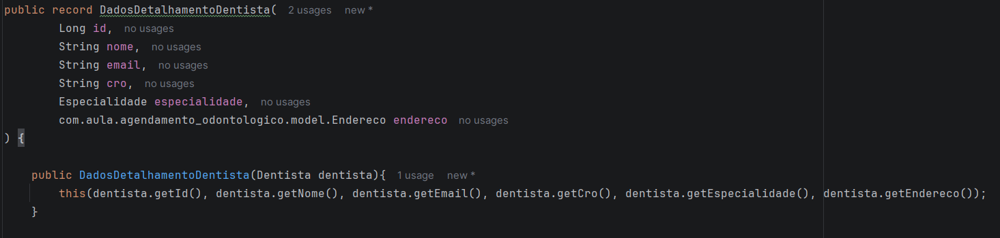 public record DadosDetalhamentoDentista( 2 usages new *
Long id, no usages
String nome, no usages
String email, no usages
String cro, no usages
Especialidade especialidade, no usages
com.aula.agendamento_odontologico.model.Endereco endereco no usages
) {
public DadosDetalhamentoDentista(Dentista dentista){ 1 usage new *
this(dentista.getId(), dentista.getNome(), dentista.getEmail(), dentista.getCro(), dentista.getEspecialidade(), dentista.getEndereco());
}